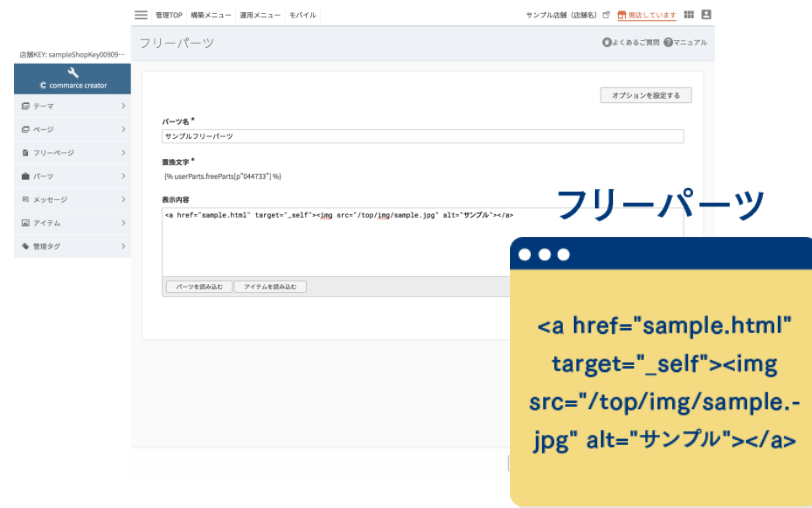 管理TOP 構築メニュー 運用メニュー モバイル
サンプル店舗（店舗名） 開店しています
フリーパーツ
よくあるご質問 マニュアル
店舗KEY: sampleShopKey00909…
commarce creator
テーマ
ページ
フリーページ
パーツ
メッセージ
アイテム
管理タグ
オプションを設定する
パーツ名*
サンプルフリーパーツ
置換文字*
{% userParts.freeParts[p"044733"] %}
表示内容
<a href="sample.html" target="_self"><img src="/top/img/sample.jpg" alt="サンプル"></a>
パーツを読み込む アイテムを読み込む
フリーパーツ
<a href="sample.html"
target="_self"><img
src="/top/img/sample.-
jpg" alt="サンプル"></a>